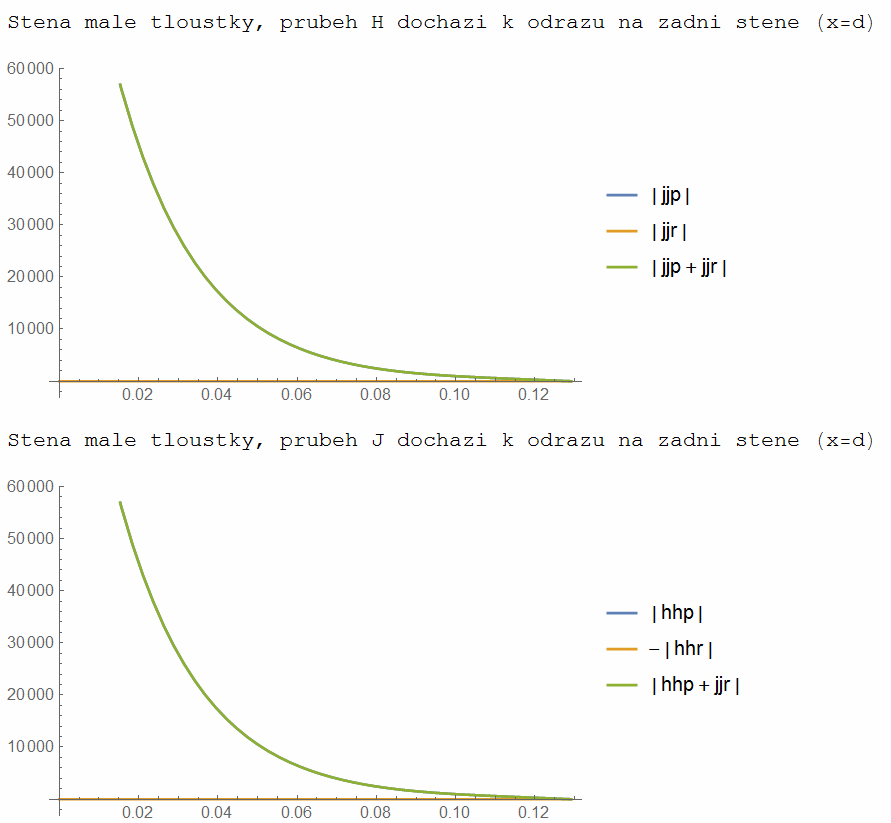 Stena male tloustky, prubeh H dochazi k odrazu na zadni stene (x=d)
60000
50000
40000
30000
20000
10000
0.02 0.04 0.06 0.08 0.10 0.12
|jjp|
|jjr|
|jjp + jjr|
Stena male tloustky, prubeh J dochazi k odrazu na zadni stene (x=d)
60000
50000
40000
30000
20000
10000
0.02 0.04 0.06 0.08 0.10 0.12
|hhp|
−|hhr|
|hhp + jjr|